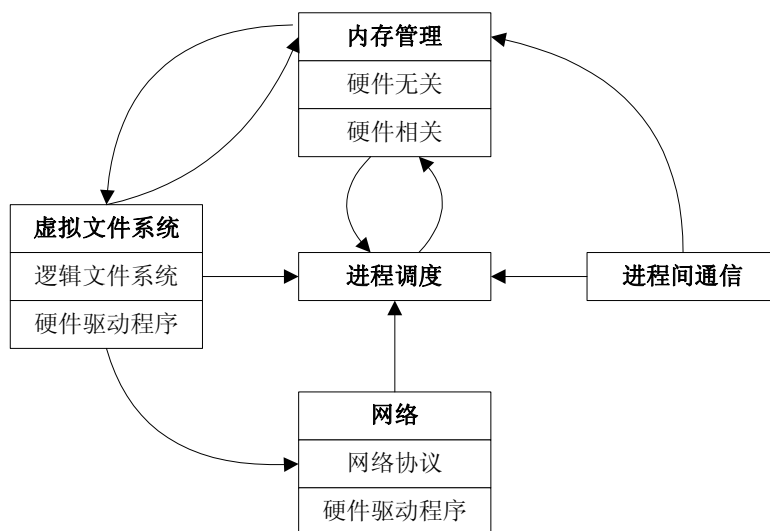 内存管理
硬件无关
硬件相关
虚拟文件系统
逻辑文件系统
硬件驱动程序
进程调度
进程间通信
网络
网络协议
硬件驱动程序